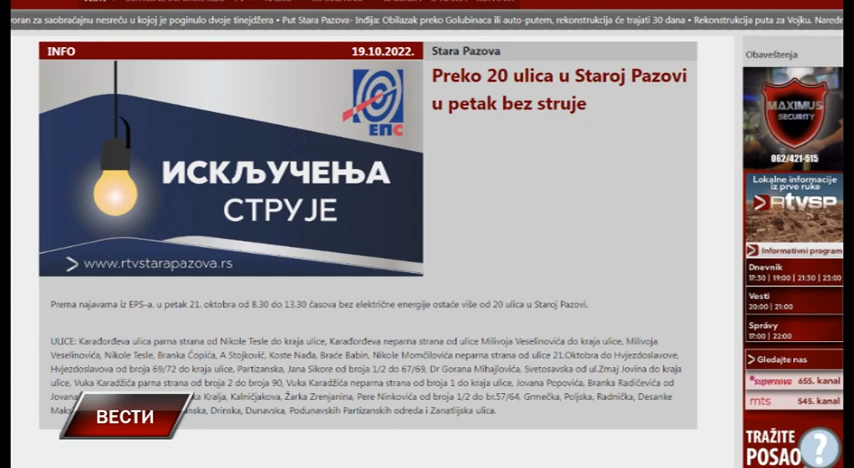 oran za saobraćajnu nesreću u kojoj je poginulo dvoje tinejdžera • Put Stara Pazova- Inđija: Obilazak preko Golubinaca ili auto-putem, rekonstrukcija će trajati 30 dana • Rekonstrukcija puta za Vojku. Naredn
INFO 19.10.2022.
ЕПС
ИСКЉУЧЕЊА
СТРУЈЕ
www.rtvstarapazova.rs
Stara Pazova
Preko 20 ulica u Staroj Pazovi
u petak bez struje
Prema najavama iz EPS-a, u petak 21. oktobra od 8.30 do 13.30 časova bez električne energije ostaće više od 20 ulica u Staroj Pazovi.
ULICE: Karađorđeva ulica parna strana od Nikole Tesle do kraja ulice, Karađorđeva neparna strana od ulice Milivoja Veselinovića do kraja ulice, Milivoja
Veselinovića, Nikole Tesle, Branka Ćopića, A Stojković. Koste Nađa, Braće Babin, Nikole Momčilovića neparna strana od ulice 21.Oktobra do Hvjezdoslavove,
Hvjezdoslavova od broja 69/72 do kraja ulice, Partizanska, Jana Sikore od broja 1/2 do 67/69, Dr Gorana Mihajlovića, Svetosavska od ul.Zmaj Jovina do kraja
ulice, Vuka Karadžića parna strana od broja 2 do broja 90, Vuka Karadžića neparna strana od broja 1 do kraja ulice, Jovana Popovića, Branka Radičevića od
Jovana ka Kralja, Kalničjakova, Žarka Zrenjanina, Pere Ninkovića od broja 1/2 do br.57/64, Grmečka, Poljska, Radnička, Desanke
Maks anska, Drinska, Dunavska, Podunavskih Partizanskih odreda i Zanatlijska ulica.
ВЕСТИ
Obaveštenja
MAXIMUS
SECURITY
062/421-515
Lokalne informacije
iz prve ruke
RTVSP
Informativni program
Dnevnik
17:30 | 19:00 | 21:30 | 23:00
Vesti
20:00 | 21:00
Správy
17:00 | 22:00
Gledajte nas
supernova 655. kanal
mts 545. kanal
TRAŽITE
POSAO ?